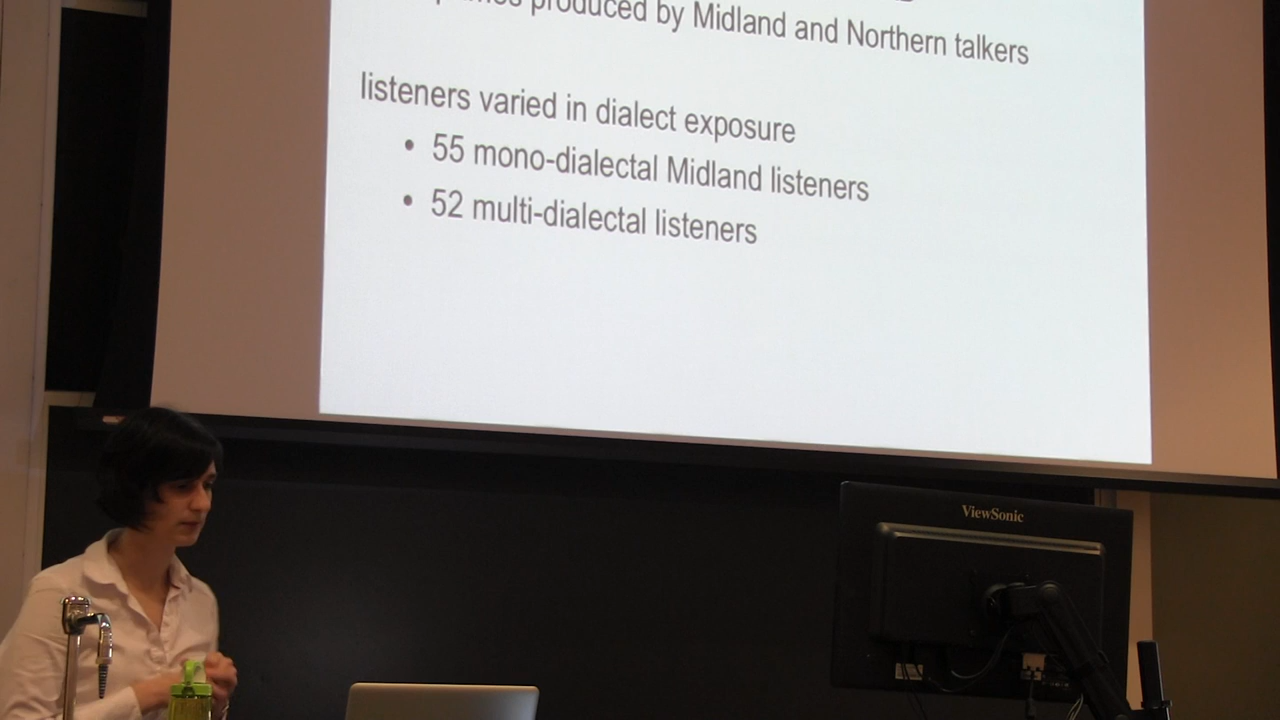 produced by Midland and Northern talkers
listeners varied in dialect exposure
• 55 mono-dialectal Midland listeners
• 52 multi-dialectal listeners
ViewSonic